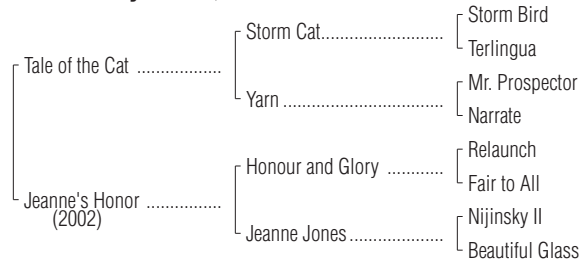 Storm Bird
Storm Cat....................
Terlingua
Tale of the Cat .................
Mr. Prospector
Yarn ................................
Narrate
Relaunch
Honour and Glory ............
Fair to All
Jeanne's Honor ...............
(2002)
Nijinsky II
Jeanne Jones...................
Beautiful Glass